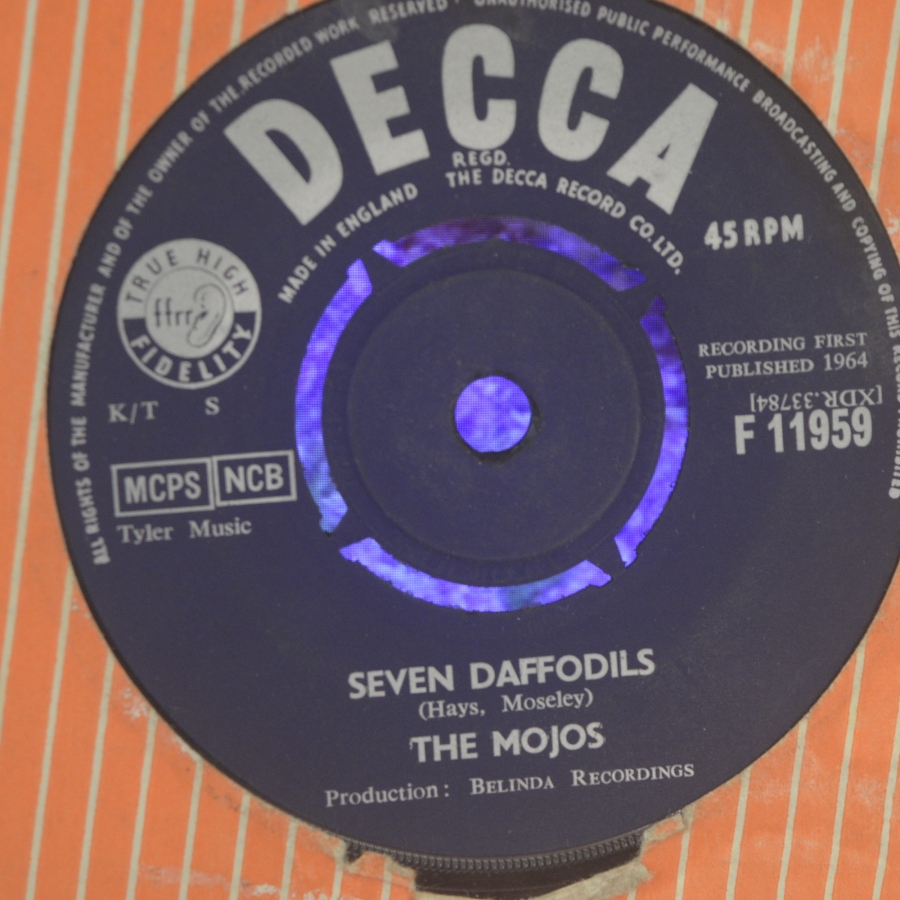 ALL RIGHTS OF THE MANUFACTURER AND OF THE OWNER OF THE RECORDED WORK RESERVED · UNAUTHORISED PUBLIC PERFORMANCE BROADCASTING AND COPYING OF THIS RECORD PROHIBITED
DECCA
REGD.
MADE IN ENGLAND
THE DECCA RECORD CO. LTD.
45 RPM
TRUE HIGH
ffrr
FIDELITY
RECORDING FIRST
PUBLISHED 1964
[XDR.33784]
F 11959
K/T S
MCPS NCB
Tyler Music
SEVEN DAFFODILS
(Hays, Moseley)
THE MOJOS
Production: BELINDA RECORDINGS